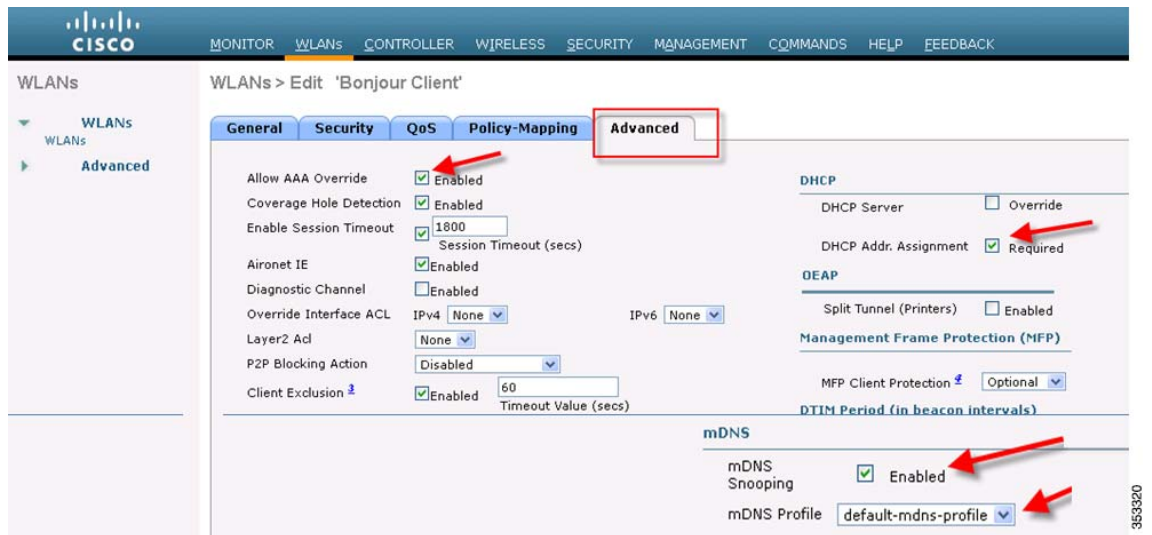 CISCO
MONITOR WLANs CONTROLLER WIRELESS SECURITY MANAGEMENT COMMANDS HELP FEEDBACK
WLANs
WLANs
WLANs
Advanced
WLANs > Edit 'Bonjour Client'
General Security QoS Policy-Mapping Advanced
Allow AAA Override Enabled
Coverage Hole Detection Enabled
Enable Session Timeout 1800
Session Timeout (secs)
Aironet IE Enabled
Diagnostic Channel Enabled
Override Interface ACL IPv4 None IPv6 None
Layer2 Acl None
P2P Blocking Action Disabled
Client Exclusion 3 Enabled 60
Timeout Value (secs)
DHCP
DHCP Server Override
DHCP Addr. Assignment Required
OEAP
Split Tunnel (Printers) Enabled
Management Frame Protection (MFP)
MFP Client Protection 4 Optional
DTIM Period (in beacon intervals)
mDNS
mDNS
Snooping Enabled
mDNS Profile default-mdns-profile
353320